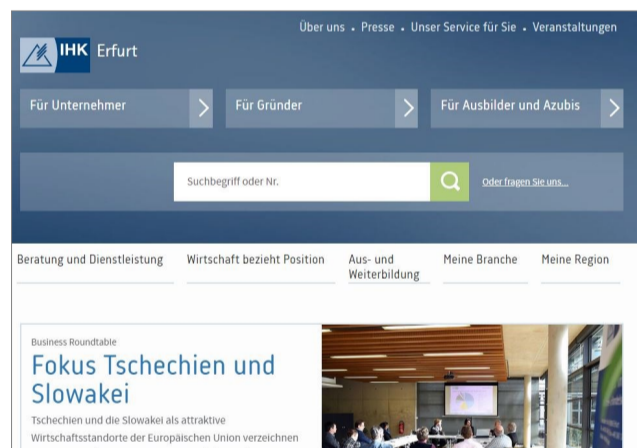 Über uns • Presse • Unser Service für Sie • Veranstaltungen
IHK Erfurt
Für Unternehmer
Für Gründer
Für Ausbilder und Azubis
Suchbegriff oder Nr.
Oder fragen Sie uns...
Beratung und Dienstleistung
Wirtschaft bezieht Position
Aus- und
Weiterbildung
Meine Branche
Meine Region
Business Roundtable
Fokus Tschechien und
Slowakei
Tschechien und die Slowakei als attraktive
Wirtschaftsstandorte der Europäischen Union verzeichnen